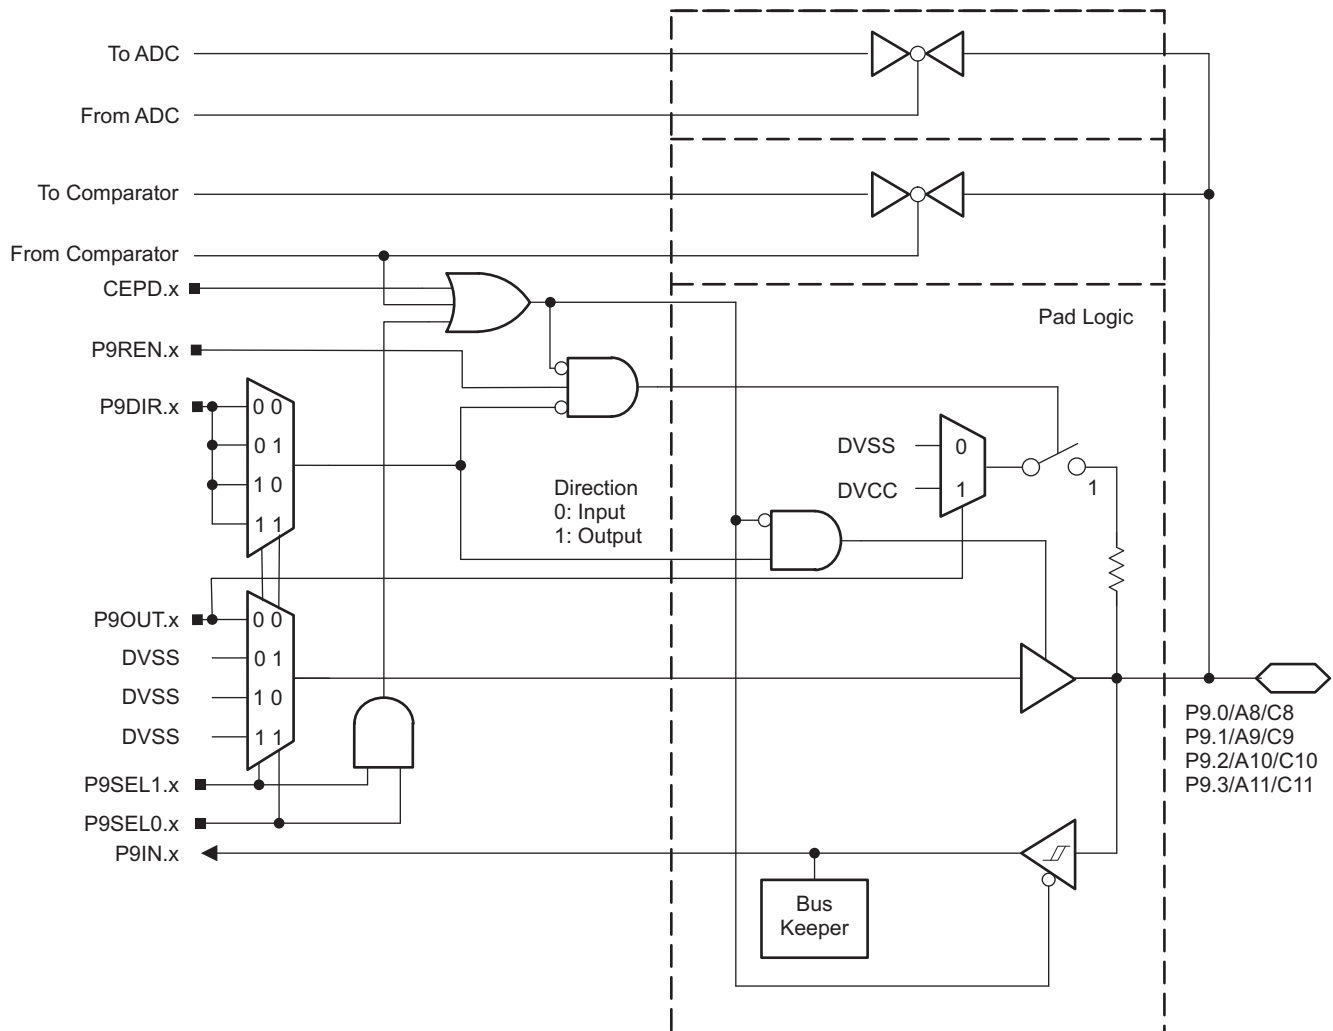 To ADC
From ADC
To Comparator
From Comparator
CEPD.x
Pad Logic
P9REN.x
P9DIR.x
0 0
0 1
1 0
1 1
DVSS
0
DVCC
1
1
Direction
0: Input
1: Output
P9OUT.x
0 0
DVSS
0 1
DVSS
1 0
DVSS
1 1
P9.0/A8/C8
P9.1/A9/C9
P9.2/A10/C10
P9.3/A11/C11
P9SEL1.x
P9SEL0.x
P9IN.x
Bus
Keeper